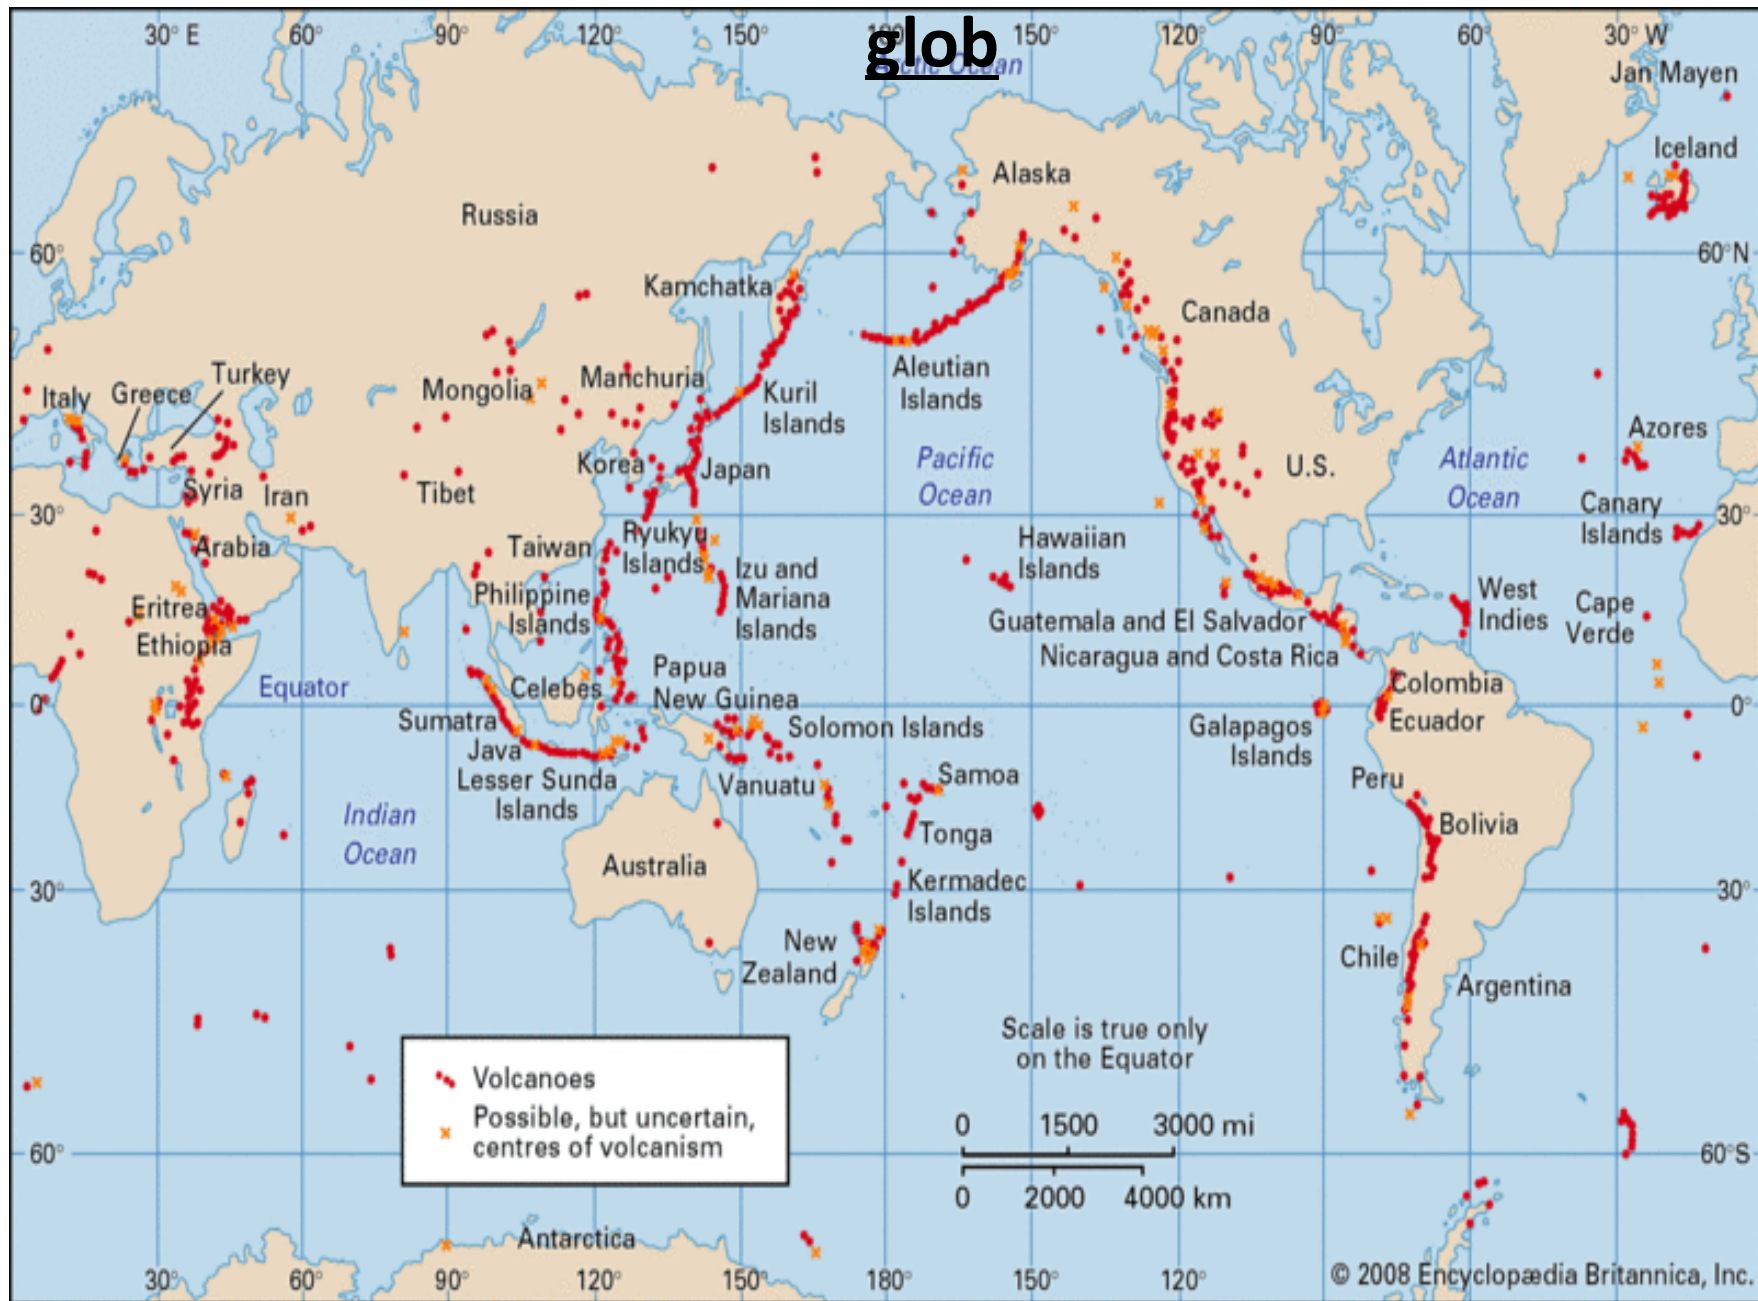 glob
30° E
60°
90°
120°
150°
150°
120°
90°
60°
30° W
Arctic Ocean
Jan Mayen
Iceland
Alaska
Russia
60°
60°N
Kamchatka
Canada
Aleutian
Islands
Turkey
Greece
Italy
Mongolia
Manchuria
Kuril
Islands
Azores
Korea
Japan
Pacific
Ocean
U.S.
Atlantic
Ocean
Syria
Iran
Tibet
Canary
Islands
30°
30°
Arabia
Taiwan
Ryukyu
Islands
Hawaiian
Islands
Izu and
Mariana
Islands
Philippine
Islands
Eritrea
Ethiopia
Guatemala and El Salvador
Nicaragua and Costa Rica
West
Indies
Cape
Verde
Equator
Celebes
Papua
New Guinea
Colombia
Ecuador
0°
0°
Sumatra
Java
Lesser Sunda
Islands
Solomon Islands
Galapagos
Islands
Vanuatu
Samoa
Peru
Bolivia
Tonga
Indian
Ocean
Australia
Kermadec
Islands
30°
30°
New
Zealand
Chile
Argentina
Scale is true only
on the Equator
Volcanoes
Possible, but uncertain,
centres of volcanism
0 1500 3000 mi
0 2000 4000 km
60°
60°S
Antarctica
30°
60°
90°
120°
150°
180°
150°
120°
© 2008 Encyclopædia Britannica, Inc.